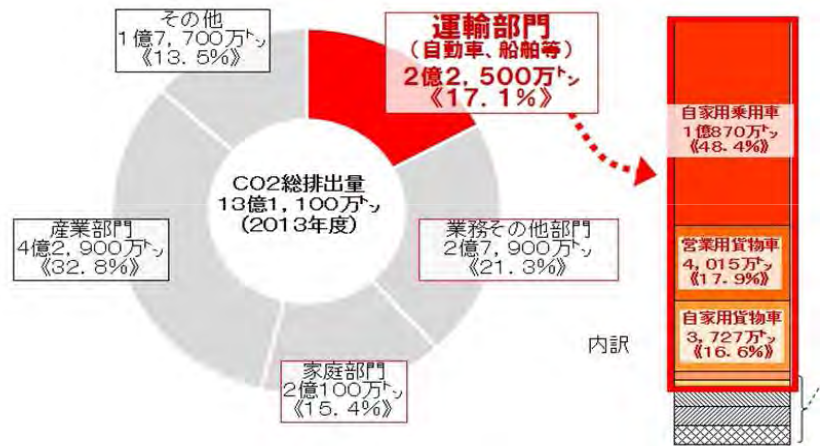 その他
1億7,700万㌧
《13.5%》
運輸部門
(自動車、船舶等)
2億2,500万㌧
《17.1%》
CO2総排出量
13億1,100万㌧
(2013年度)
産業部門
4億2,900万㌧
《32.8%》
業務その他部門
2億7,900万㌧
《21.3%》
家庭部門
2億100万㌧
《15.4%》
内訳
自家用乗用車
1億870万㌧
《48.4%》
営業用貨物車
4,015万㌧
《17.9%》
自家用貨物車
3,727万㌧
《16.6%》